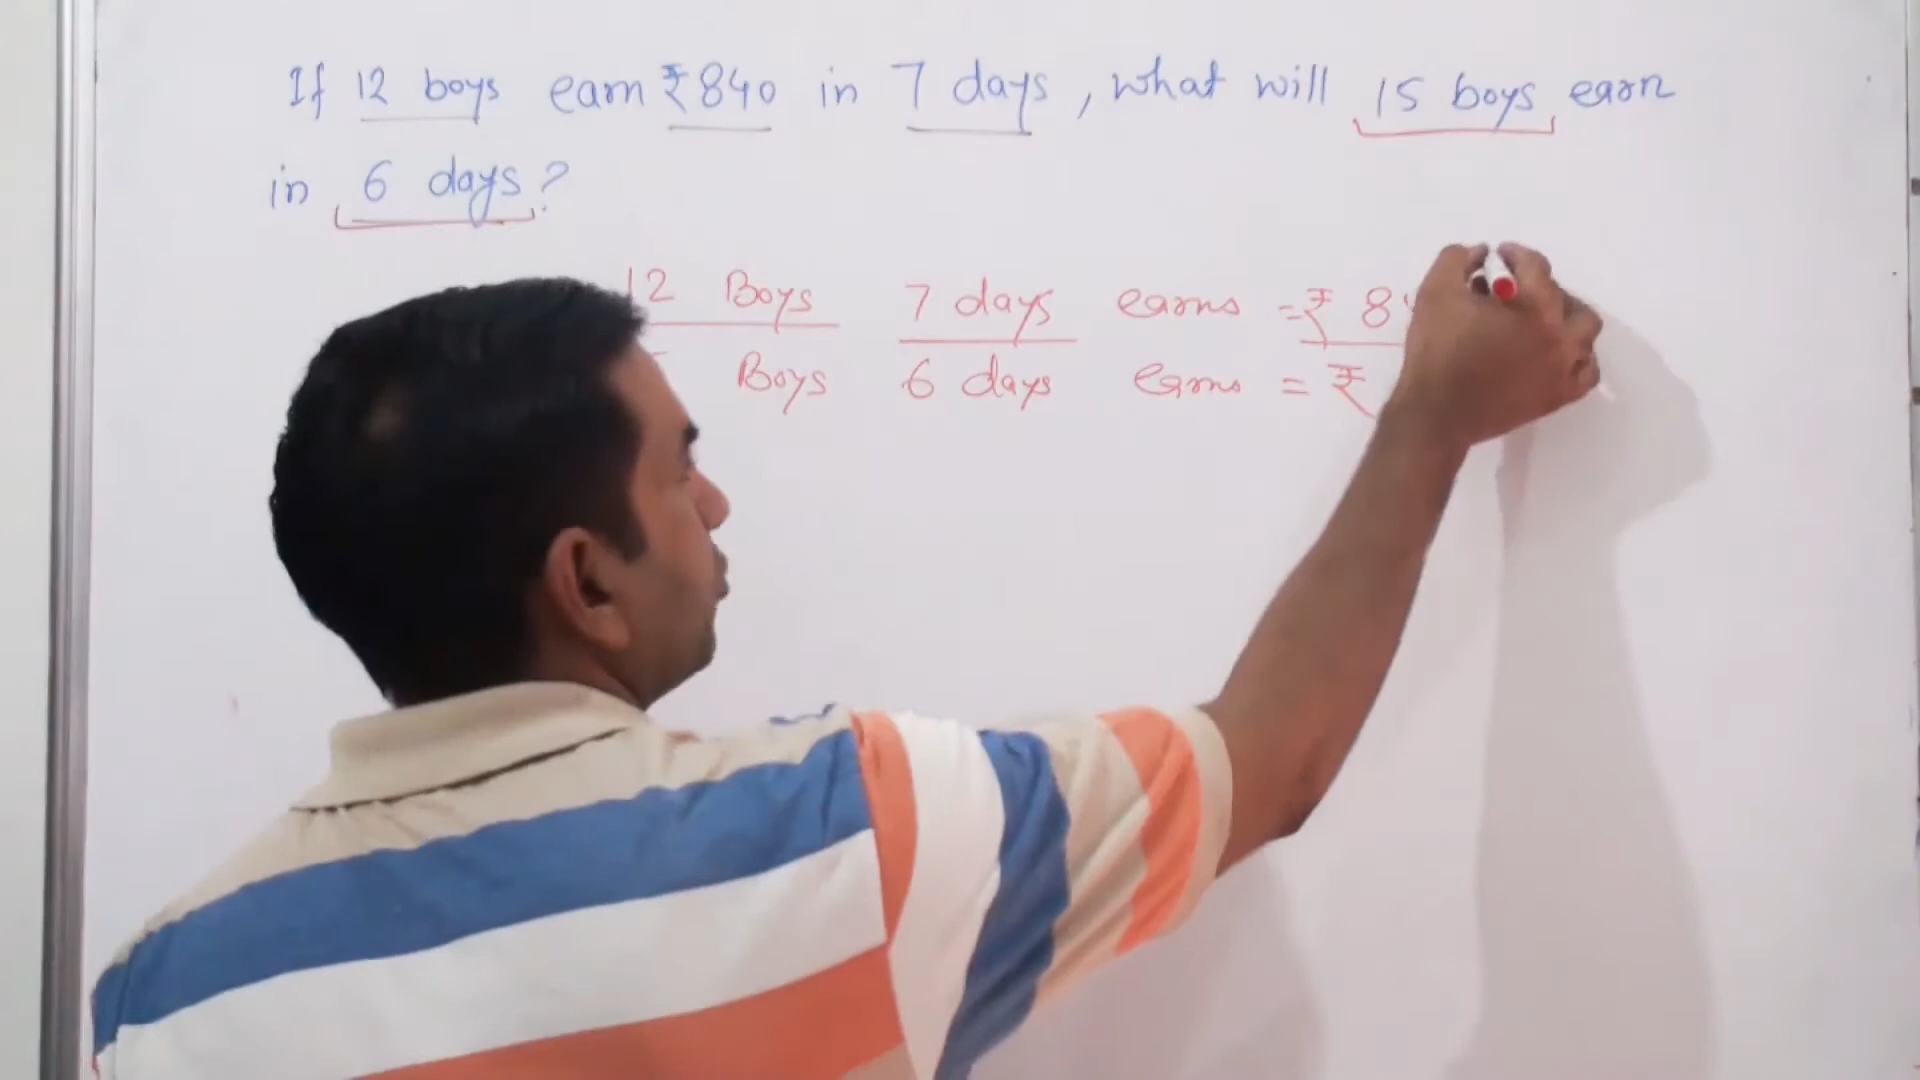 If 12 boys earn ₹840 in 7 days, what will 15 boys earn
in 6 days?
12 Boys 7 days earns =₹ 8
Boys 6 days earns = ₹